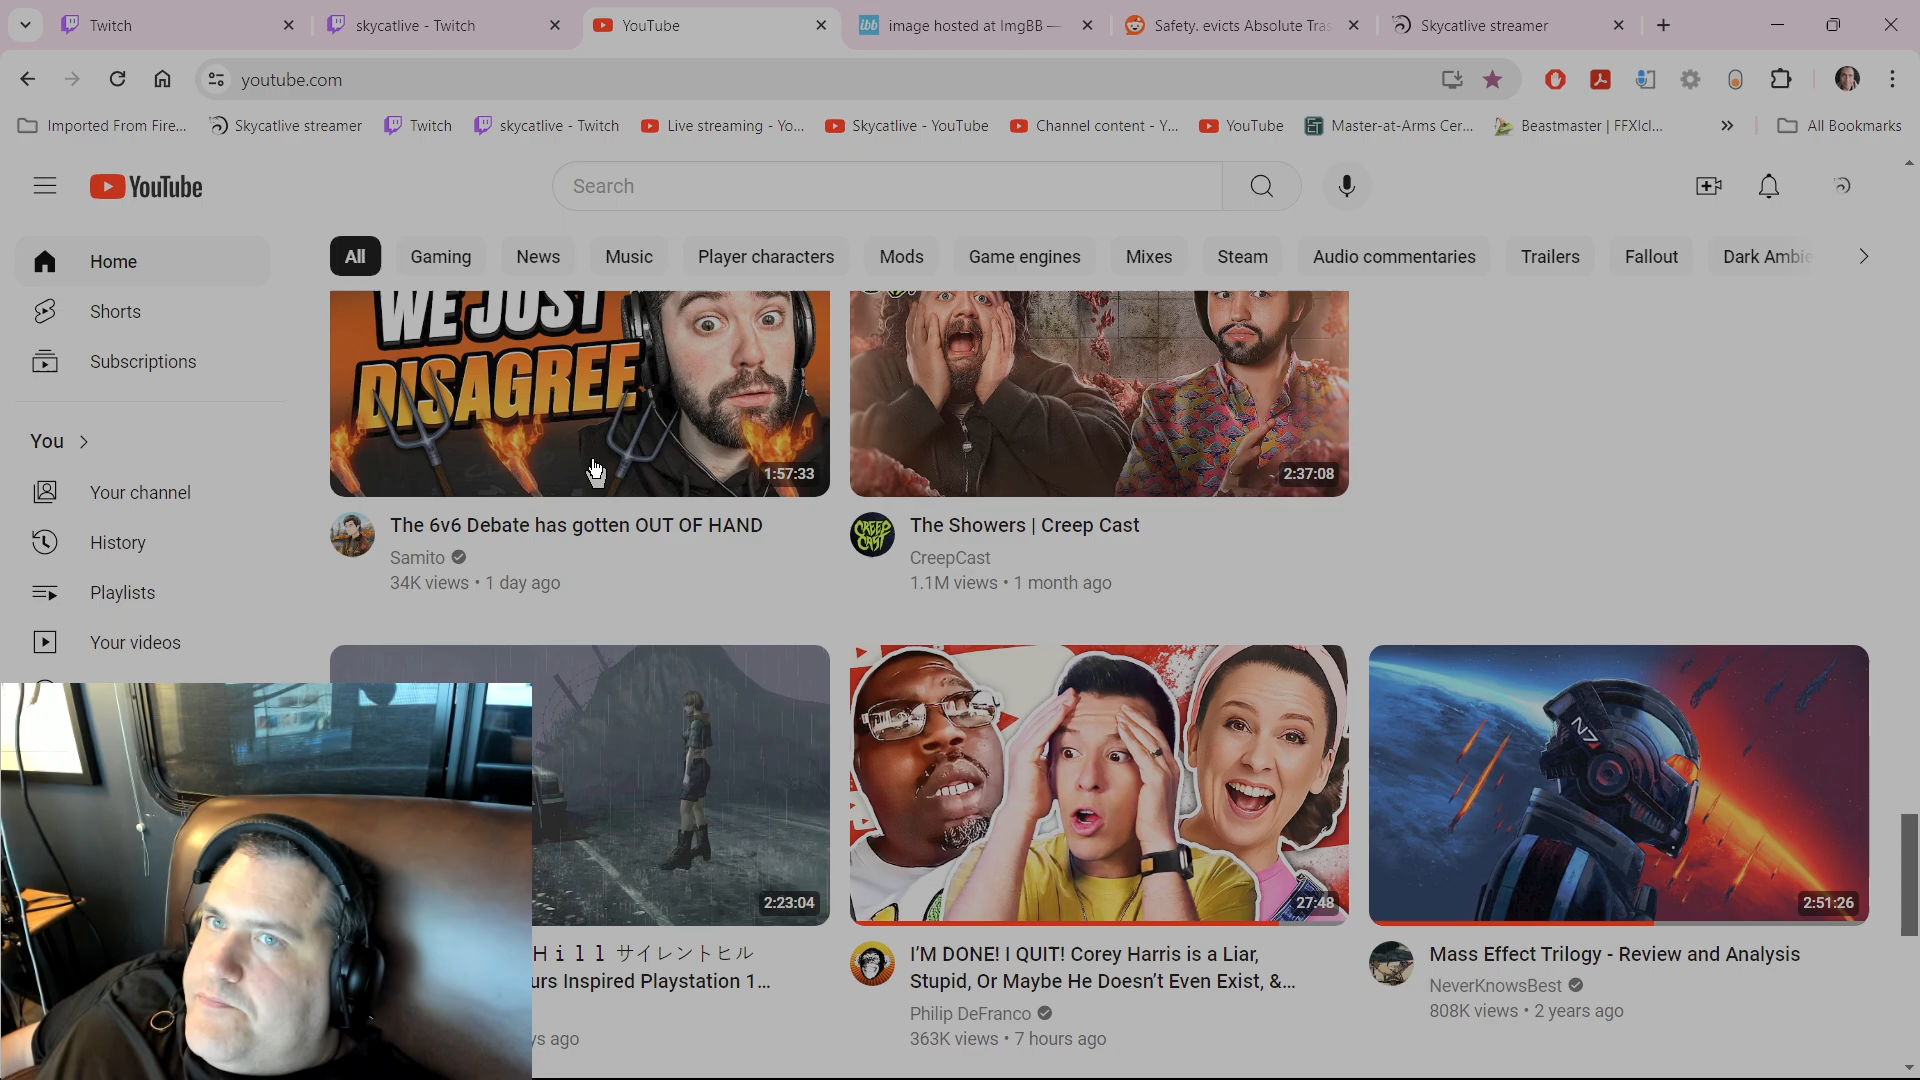 Twitch
skycatlive - Twitch
YouTube
image hosted at ImgBB —
Safety. evicts Absolute Tras
Skycatlive streamer
youtube.com
Imported From Fire...
Skycatlive streamer
Twitch
skycatlive - Twitch
Live streaming - Yo...
Skycatlive - YouTube
Channel content - Y...
YouTube
Master-at-Arms Cer...
Beastmaster | FFXIcl...
»
All Bookmarks
YouTube
Search
All
Gaming
News
Music
Player characters
Mods
Game engines
Mixes
Steam
Audio commentaries
Trailers
Fallout
Dark Ambie
Home
Shorts
Subscriptions
You
Your channel
History
Playlists
Your videos
WE JUST
DISAGREE
1:57:33
The 6v6 Debate has gotten OUT OF HAND
Samito
34K views • 1 day ago
2:37:08
CREEP
CAST
The Showers | Creep Cast
CreepCast
1.1M views • 1 month ago
2:23:04
Hill サイレントヒル
urs Inspired Playstation 1...
ys ago
27:48
I'M DONE! I QUIT! Corey Harris is a Liar,
Stupid, Or Maybe He Doesn't Even Exist, &...
Philip DeFranco
363K views • 7 hours ago
N7
2:51:26
Mass Effect Trilogy - Review and Analysis
NeverKnowsBest
808K views • 2 years ago